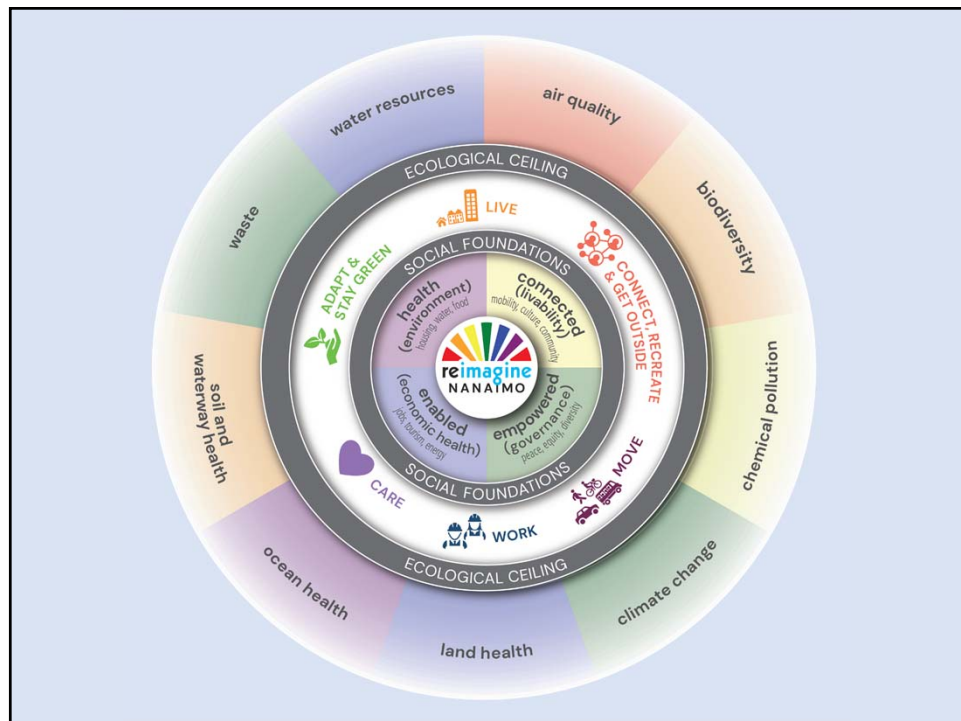 water resources
air quality
biodiversity
chemical pollution
climate change
land health
ocean health
soil and
waterway health
waste
ECOLOGICAL CEILING
LIVE
CONNECT, RECREATE
& GET OUTSIDE
MOVE
WORK
CARE
ADAPT &
STAY GREEN
SOCIAL FOUNDATIONS
health
(environment)
housing, water, food
connected
(livability)
mobility, culture, community
reimagine
NANAIMO
enabled
(economic health)
jobs, tourism, energy
empowered
(governance)
peace, equity, diversity
SOCIAL FOUNDATIONS
ECOLOGICAL CEILING